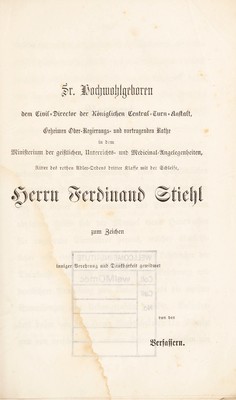 Sr. Hochwohlgeboren
dem Civil-Director der Königlichen Central-Turn-Anstalt,
Geheimen Ober-Regierungs- und vortragenden Rathe
in dem
Ministerium der geistlichen, Unterrichts- und Medicinal-Angelegenheiten,
Ritter des rothen Adler-Ordens dritter Classe mit der Schleife,
Herrn Ferdinand Stiehl
zum Zeichen
inniger Verehrung und Dankbarkeit gewidmet
von den
Verfassern.